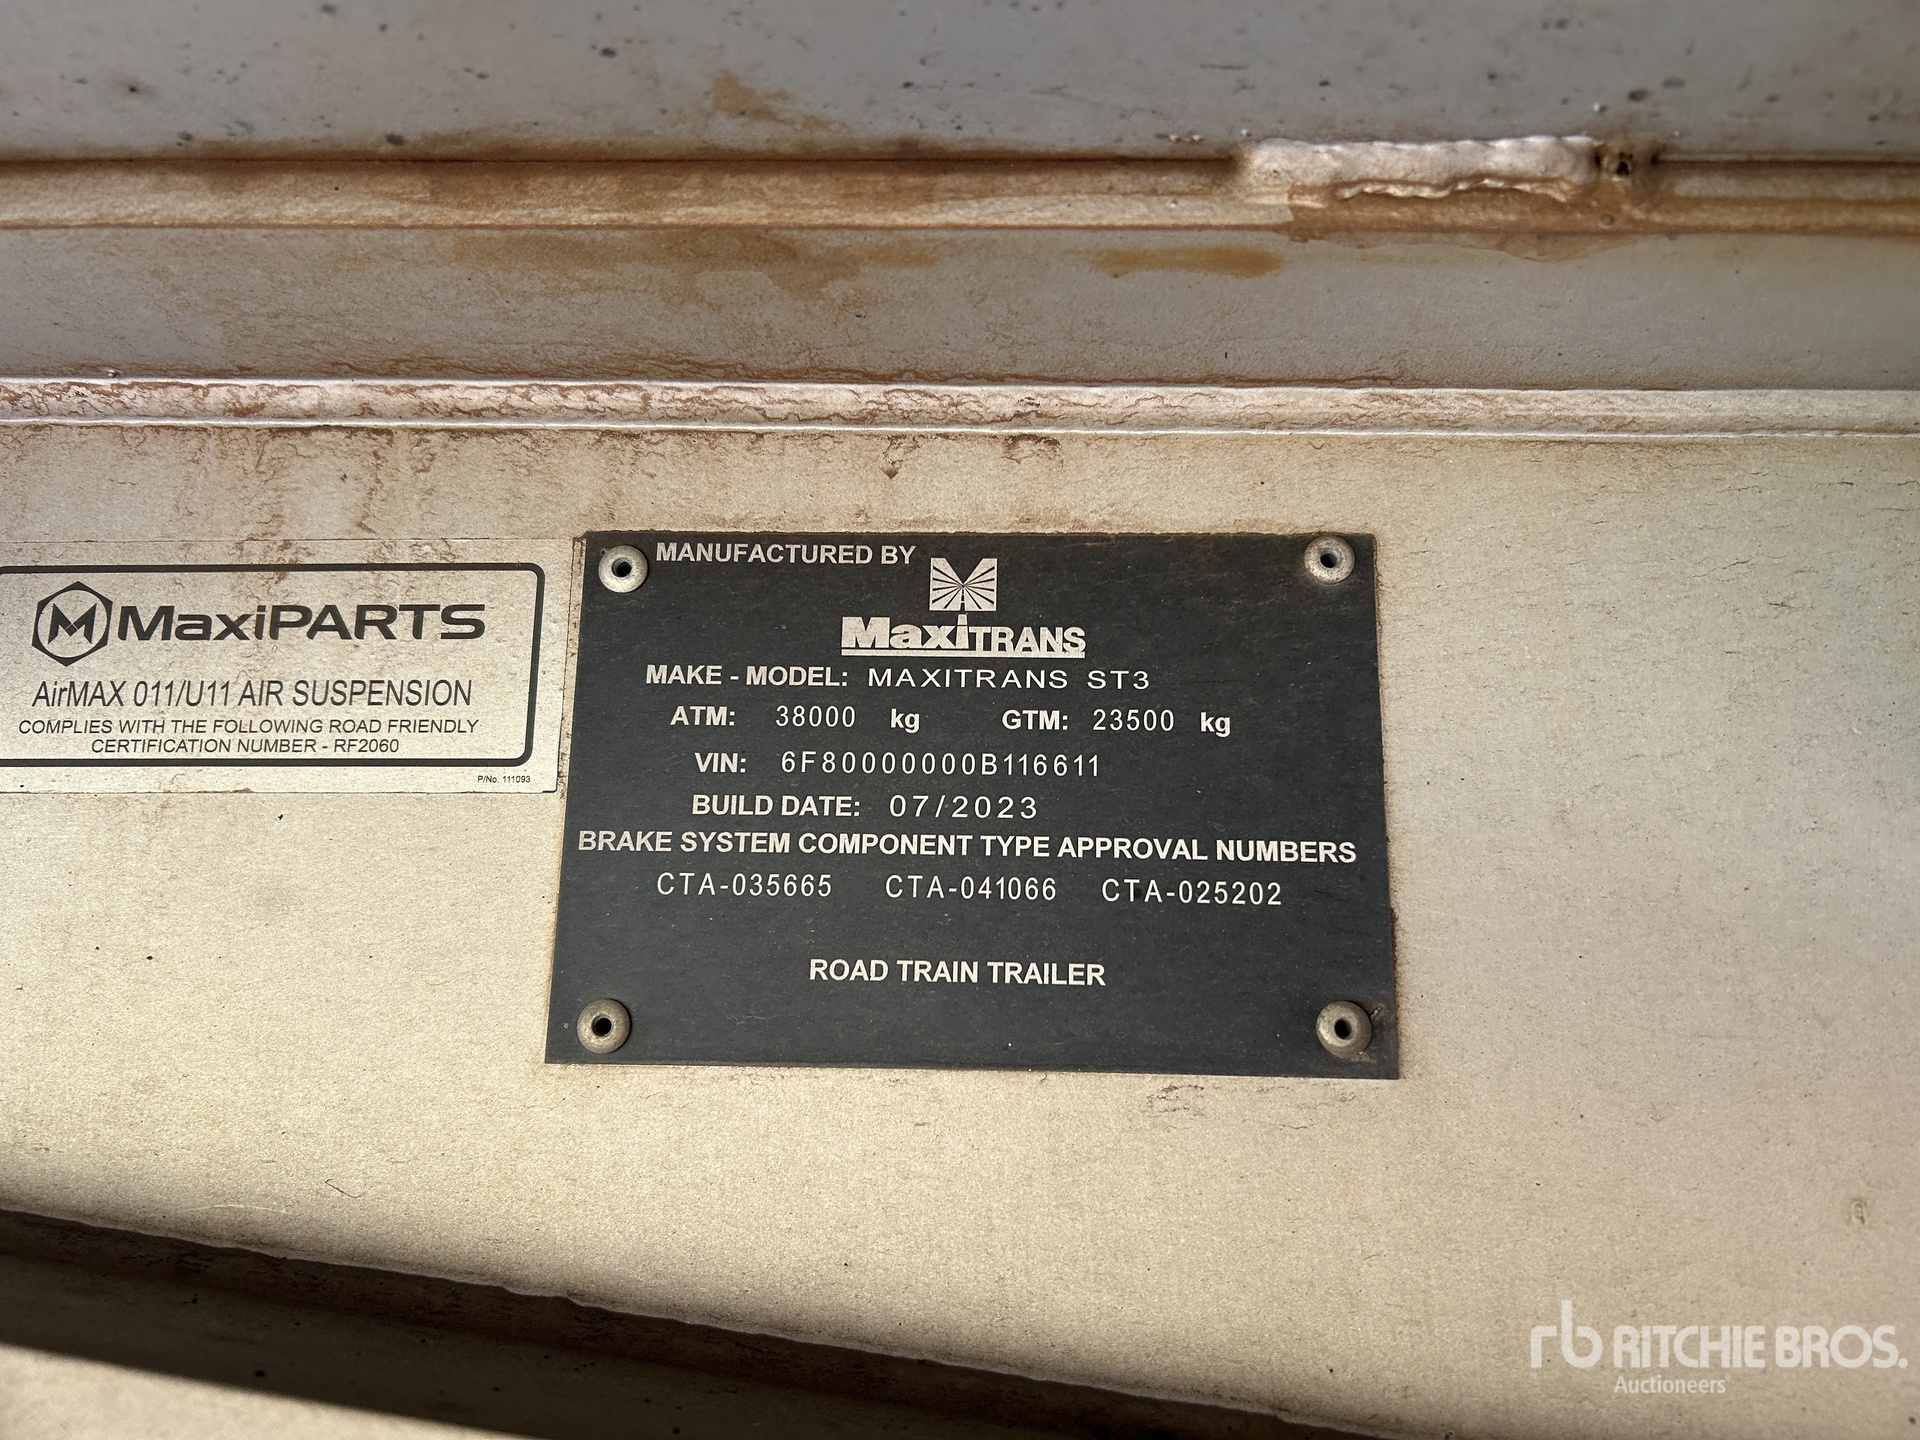 MaxiPARTS
AirMAX 011/U11 AIR SUSPENSION
COMPLIES WITH THE FOLLOWING ROAD FRIENDLY
CERTIFICATION NUMBER - RF2060
P/No. 111093
MANUFACTURED BY
MaxiTRANS
MAKE - MODEL: MAXITRANS ST3
ATM: 38000 kg GTM: 23500 kg
VIN: 6F80000000B116611
BUILD DATE: 07/2023
BRAKE SYSTEM COMPONENT TYPE APPROVAL NUMBERS
CTA-035665 CTA-041066 CTA-025202
ROAD TRAIN TRAILER
rb RITCHIE BROS.
Auctioneers